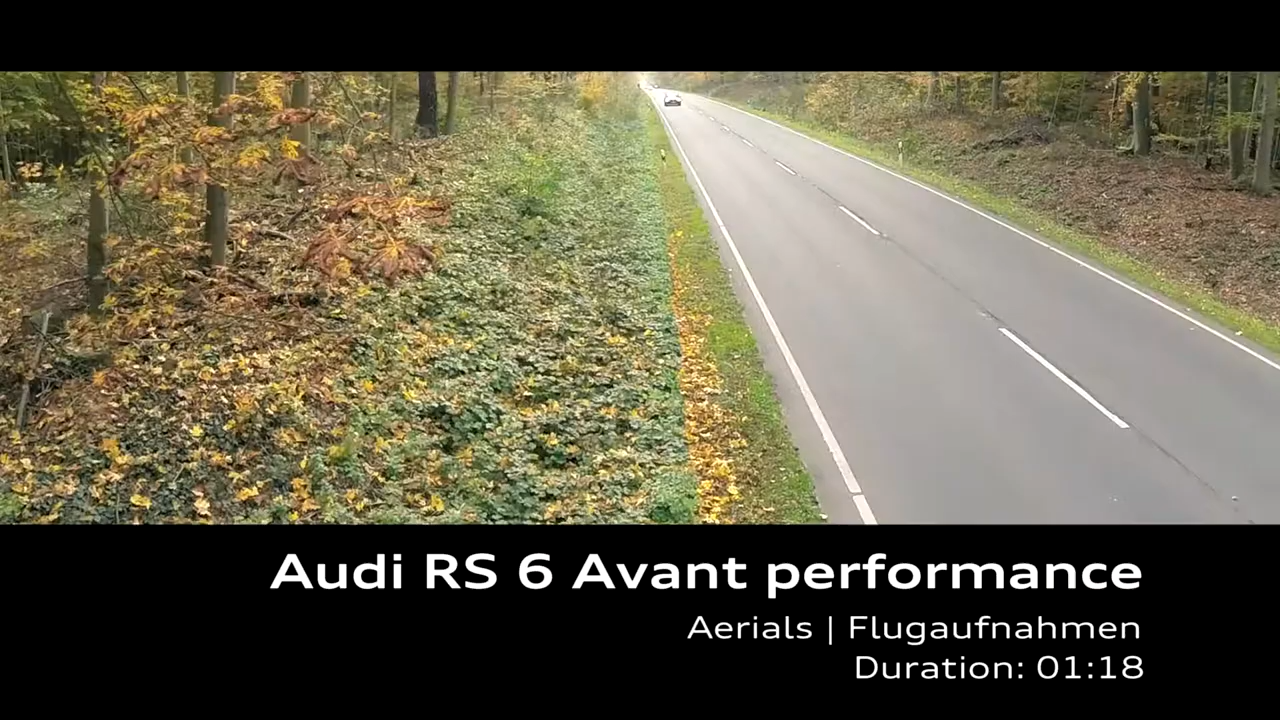 Audi RS 6 Avant performance
Aerials | Flugaufnahmen
Duration: 01:18